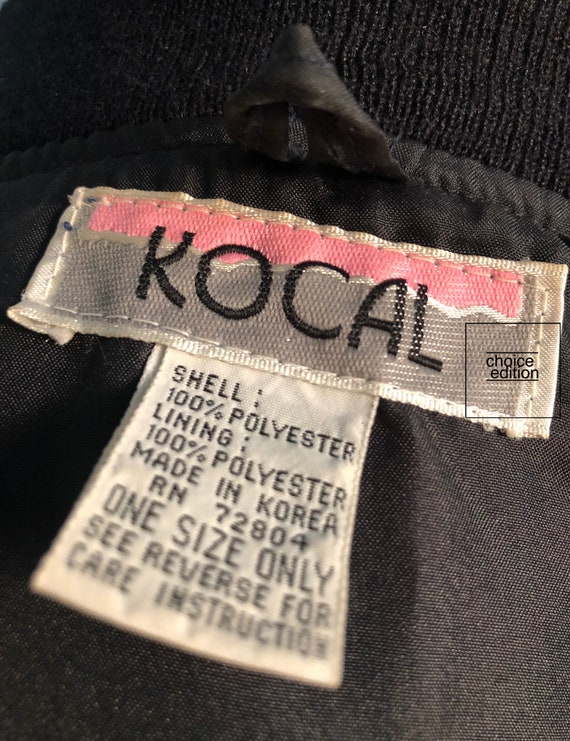 KOCAL
choice
edition
SHELL:
100% POLYESTER
LINING:
100% POLYESTER
MADE IN KOREA
RN 72804
ONE SIZE ONLY
SEE REVERSE FOR
CARE INSTRUCTION